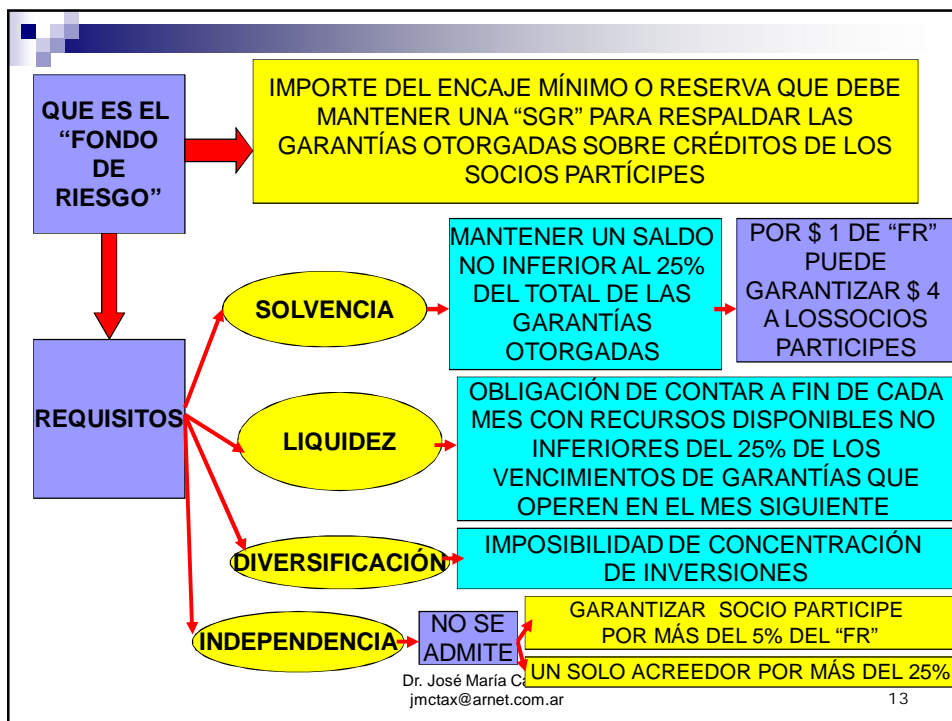 QUE ES EL
“FONDO
DE
RIESGO”
IMPORTE DEL ENCAJE MÍNIMO O RESERVA QUE DEBE
MANTENER UNA “SGR” PARA RESPALDAR LAS
GARANTÍAS OTORGADAS SOBRE CRÉDITOS DE LOS
SOCIOS PARTÍCIPES
REQUISITOS
SOLVENCIA
MANTENER UN SALDO
NO INFERIOR AL 25%
DEL TOTAL DE LAS
GARANTÍAS
OTORGADAS
POR $ 1 DE “FR”
PUEDE
GARANTIZAR $ 4
A LOSSOCIOS
PARTICIPES
LIQUIDEZ
OBLIGACIÓN DE CONTAR A FIN DE CADA
MES CON RECURSOS DISPONIBLES NO
INFERIORES DEL 25% DE LOS
VENCIMIENTOS DE GARANTÍAS QUE
OPEREN EN EL MES SIGUIENTE
DIVERSIFICACIÓN
IMPOSIBILIDAD DE CONCENTRACIÓN
DE INVERSIONES
INDEPENDENCIA
NO SE
ADMITE
GARANTIZAR SOCIO PARTICIPE
POR MÁS DEL 5% DEL “FR”
UN SOLO ACREEDOR POR MÁS DEL 25%
Dr. José María
jmctax@arnet.com.ar
13